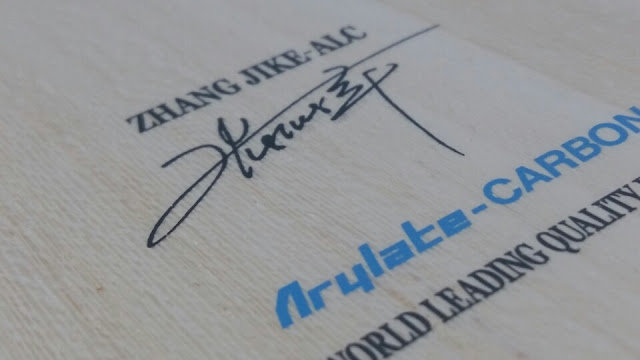 ZHANG JIKE-ALC
Arylate-CARBON
WORLD LEADING QUALITY